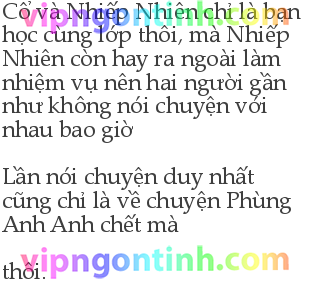 Cố và Nhiếp Nhiên chỉ là bạn
vipngontinh.com
học cùng lớp thôi, mà Nhiếp
Nhiên còn hay ra ngoài làm
nhiệm vụ nên hai người gần
như không nói chuyện với
nhau bao giờ
Lần nói chuyện duy nhất
cũng chỉ là về chuyện Phùng
Anh Anh chết mà
vipngontinh.com
thôi.